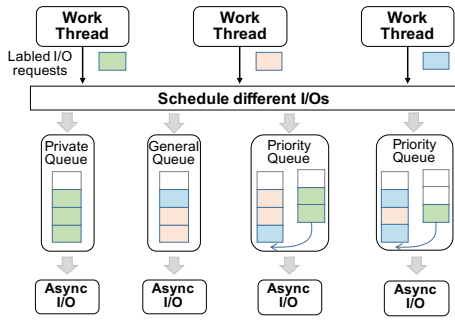 Work
Thread
Work
Thread
Work
Thread
Labled I/O
requests
Schedule different I/Os
Private
Queue
General
Queue
Priority
Queue
Priority
Queue
Async
I/O
Async
I/O
Async
I/O
Async
I/O